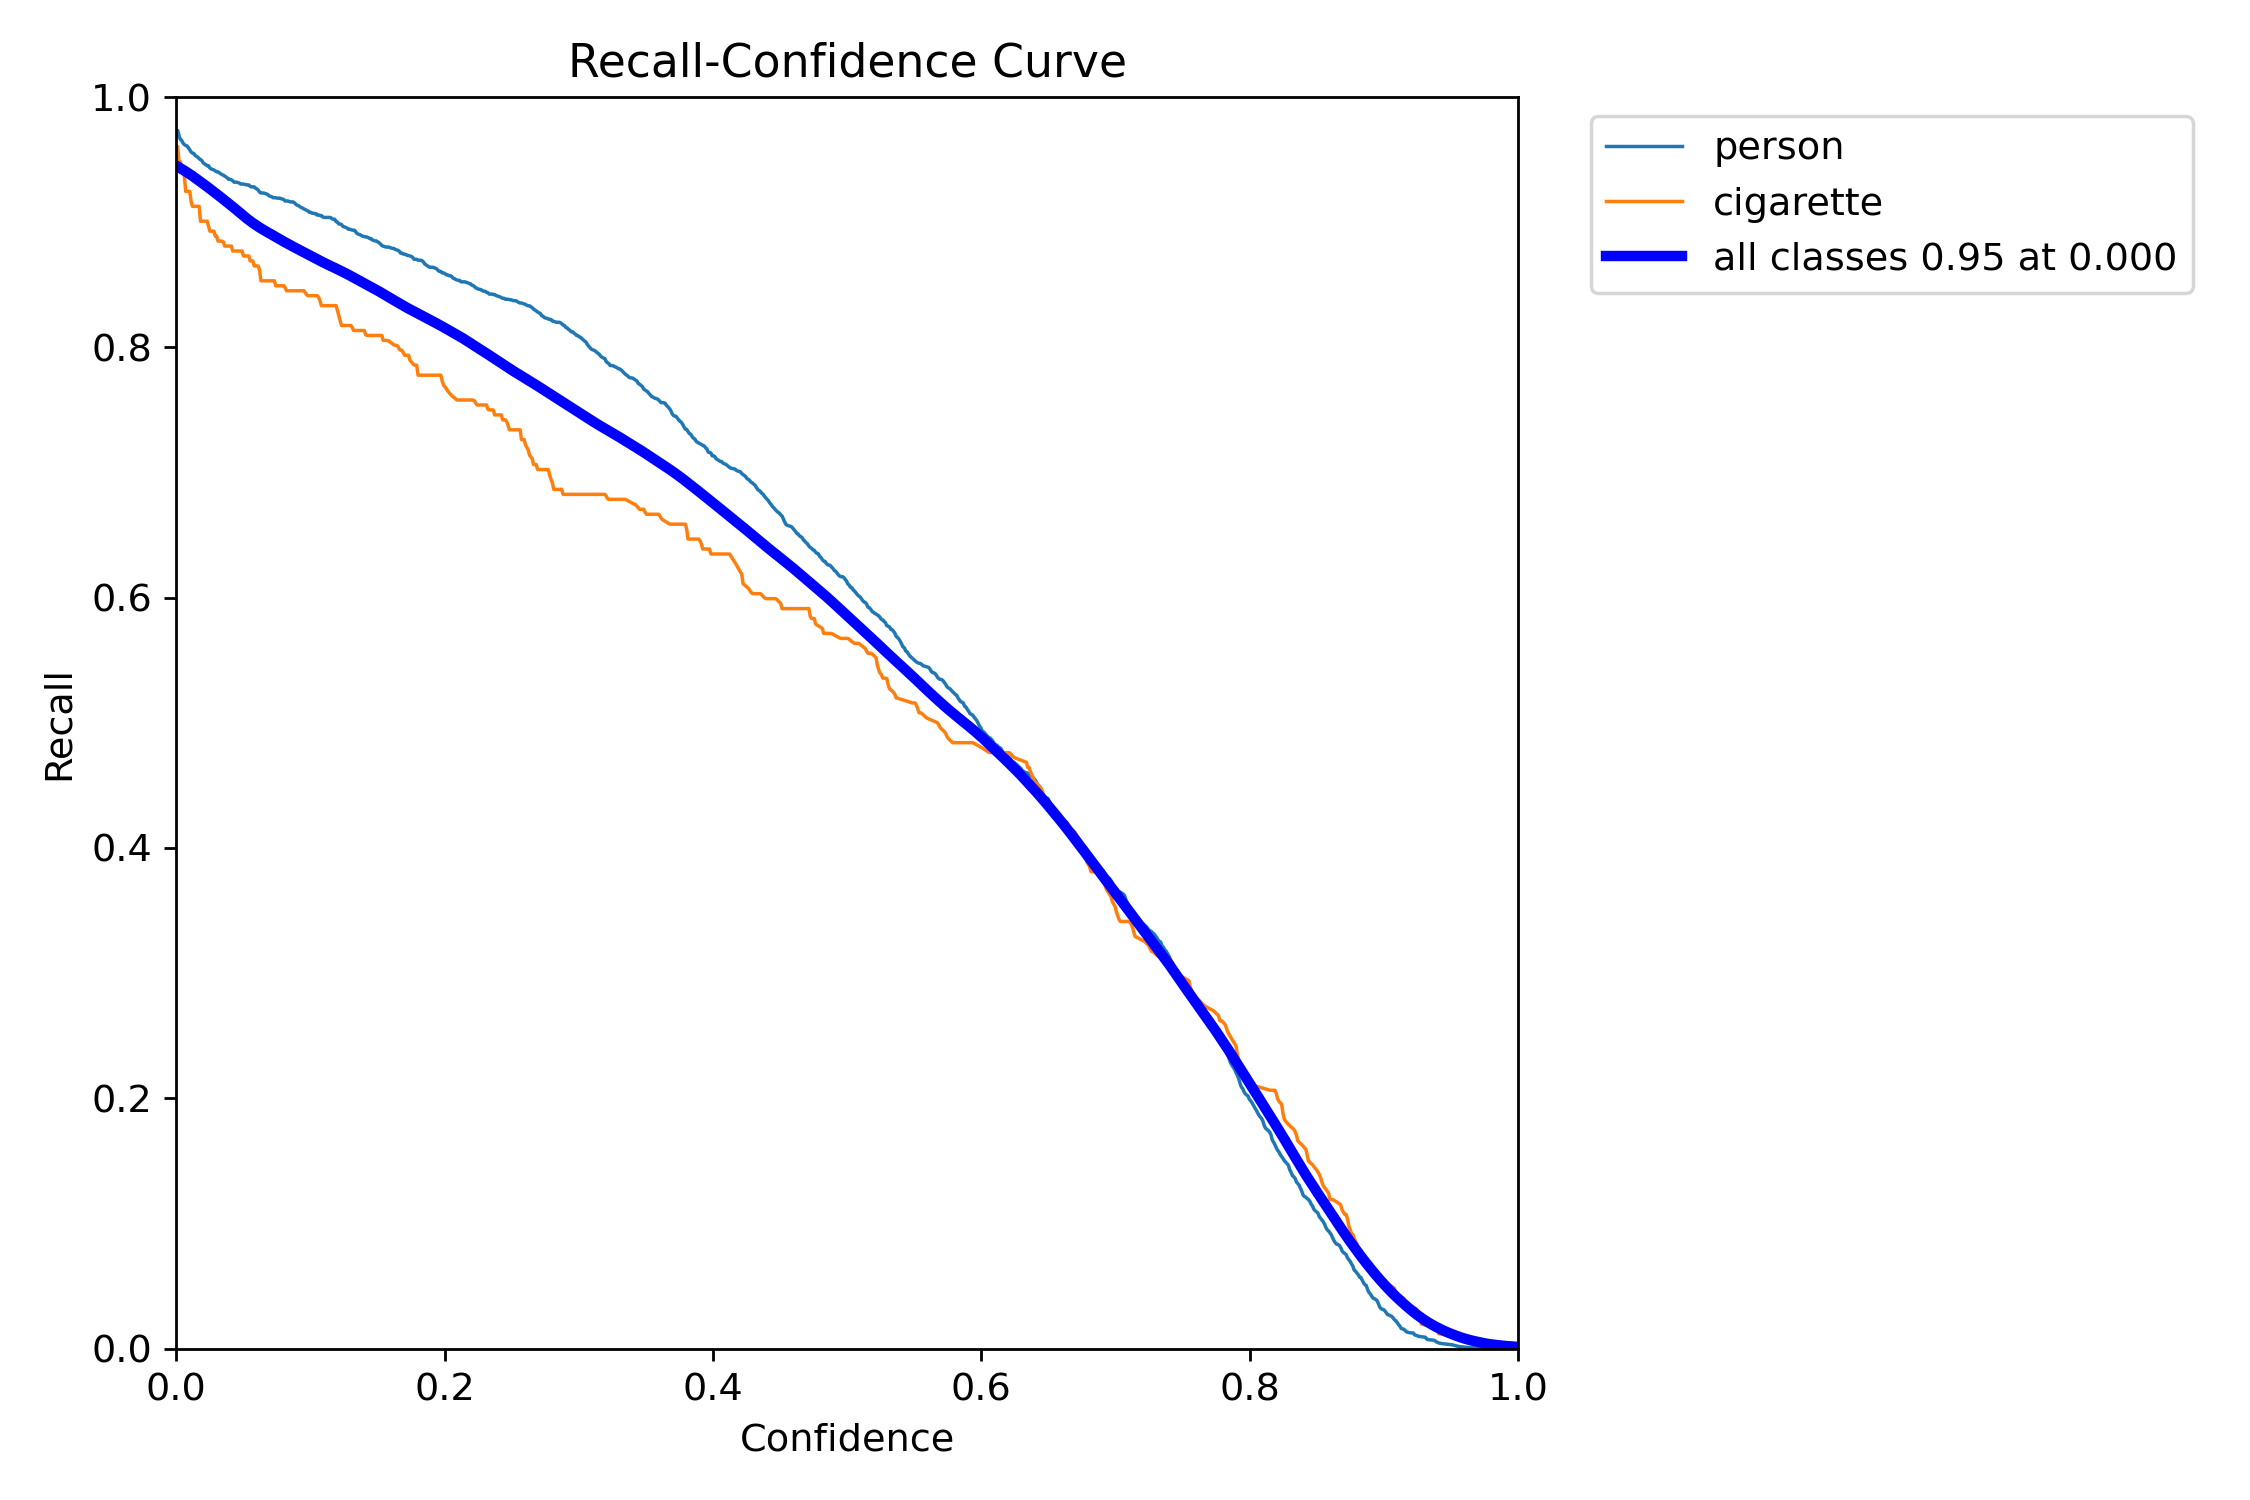 Recall-Confidence Curve
1.0
0.8
0.6
0.4
0.2
0.0
Recall
0.0 0.2 0.4 0.6 0.8 1.0
Confidence
person
cigarette
all classes 0.95 at 0.000